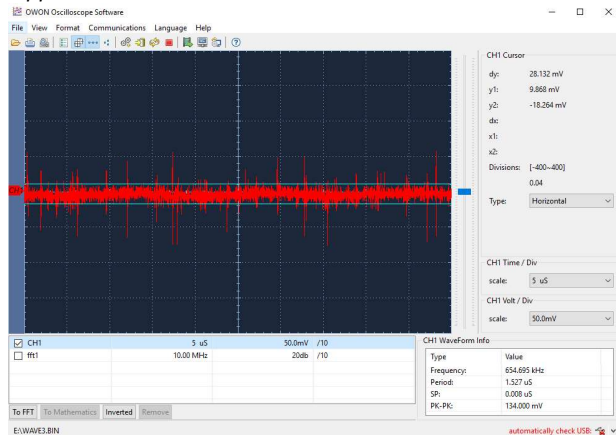 OWON Oscilloscope Software
File View Format Communications Language Help
CH1 Cursor
dy: 28.132 mV
y1: 9.868 mV
y2: -18.264 mV
dx:
x1:
x2:
Divisions: [-400~400]
0.04
Type: Horizontal
CH1
CH1 Time / Div
scale: 5 uS
CH1 Volt / Div
scale: 50.0mV
CH1 5 uS 50.0mV /10
fft1 10.00 MHz 20db /10
To FFT To Mathematics Inverted Remove
CH1 WaveForm Info
Type Value
Frequency: 654.695 kHz
Period: 1.527 uS
SP: 0.008 uS
PK-PK: 134.000 mV
E:\WAVE3.BIN
automatically check USB: